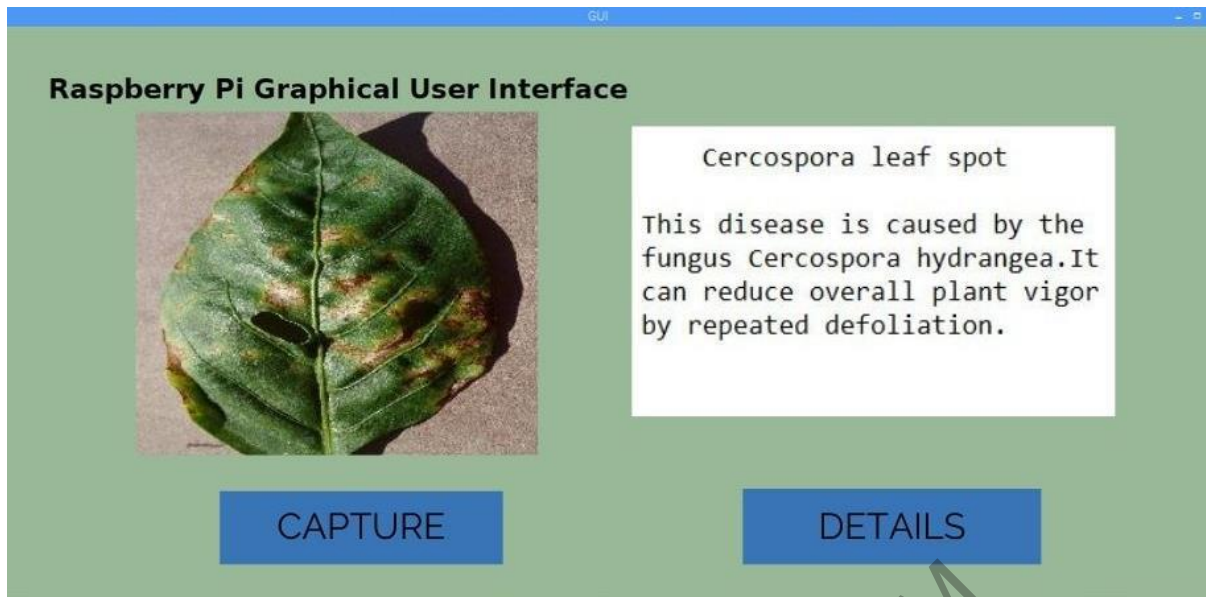 GUI
Raspberry Pi Graphical User Interface
Cercospora leaf spot
This disease is caused by the
fungus Cercospora hydrangea.It
can reduce overall plant vigor
by repeated defoliation.
CAPTURE
DETAILS
M